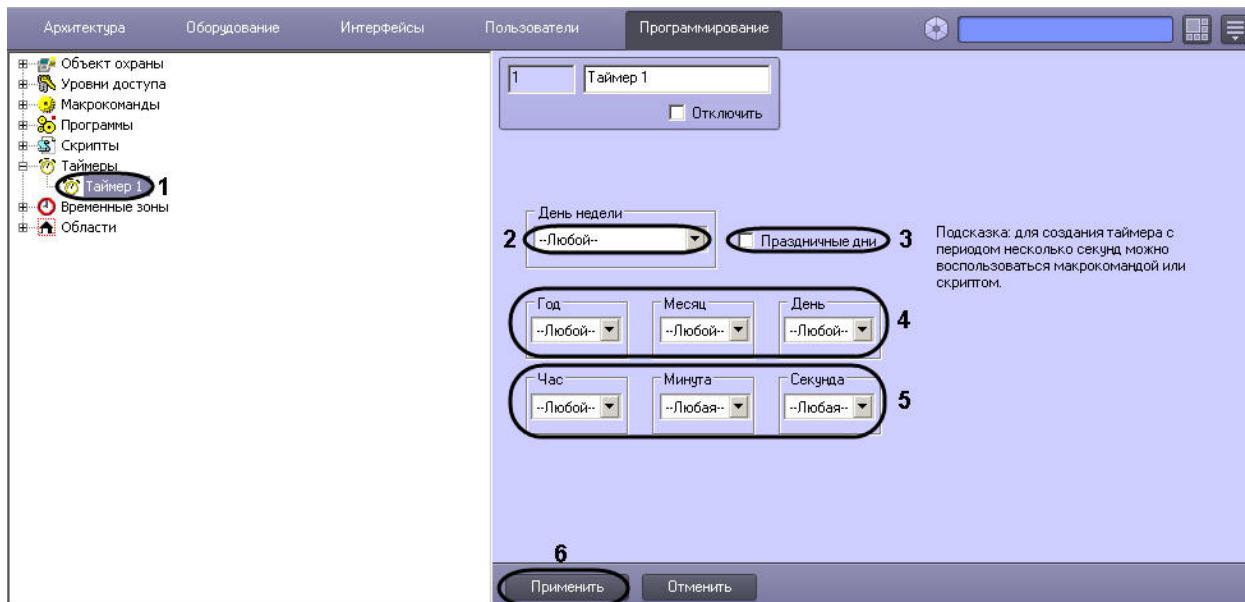 Архитектура Оборудование Интерфейсы Пользователи Программирование
Объект охраны
Уровни доступа
Макрокоманды
Программы
Скрипты
Таймеры
Таймер 1 1
Временные зоны
Области
1 Таймер 1
Отключить
День недели
2 --Любой-- Праздничные дни 3
Подсказка: для создания таймера с
периодом несколько секунд можно
воспользоваться макрокомандой или
скриптом.
Год Месяц День
--Любой-- --Любой-- --Любой-- 4
Час Минута Секунда
--Любой-- --Любая-- --Любая-- 5
6
Применить Отменить